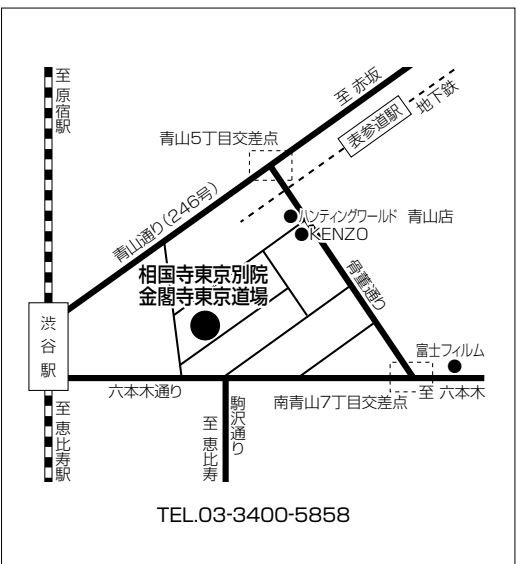 至 原宿駅
至 赤坂
地下鉄
表参道駅
青山5丁目交差点
青山通り(246号)
ハンティングワールド 青山店
KENZO
骨董通り
相国寺東京別院
金閣寺東京道場
渋谷駅
富士フィルム
六本木通り
南青山7丁目交差点
至 六本木
駒沢通り
至 恵比寿
至 恵比寿駅
TEL.03-3400-5858